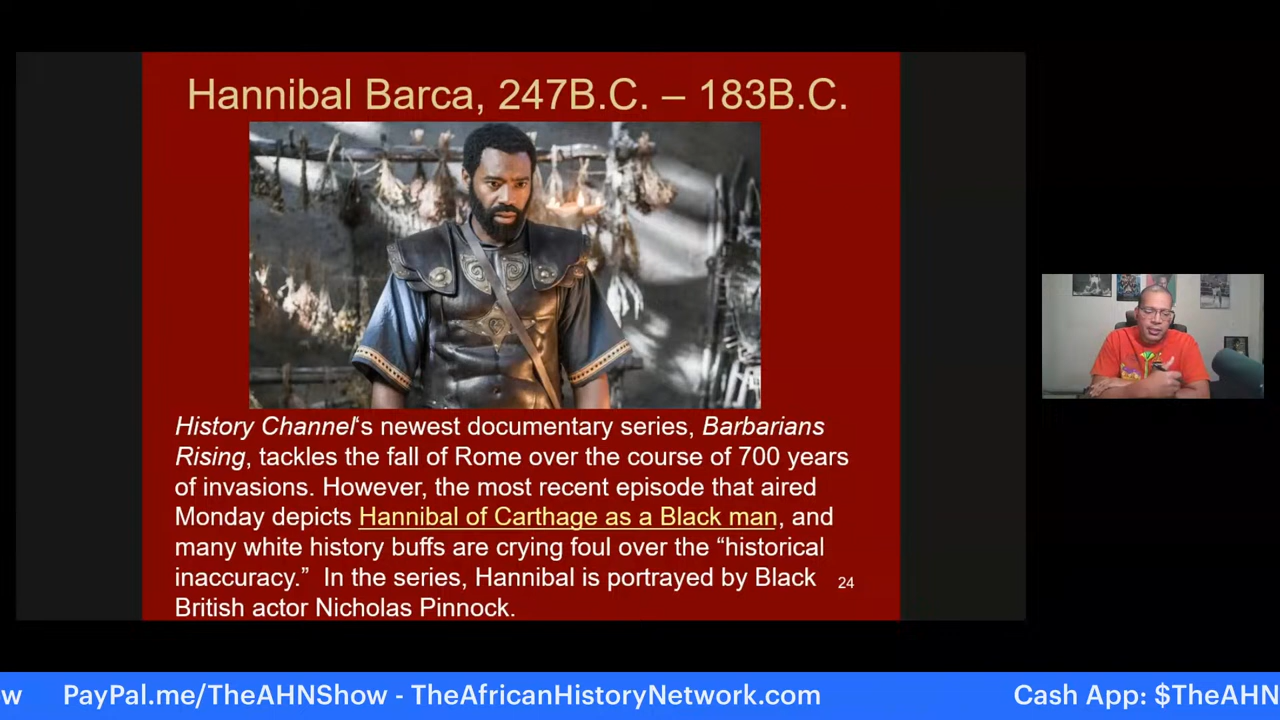 Hannibal Barca, 247B.C. – 183B.C.
History Channel‘s newest documentary series, Barbarians
Rising, tackles the fall of Rome over the course of 700 years
of invasions. However, the most recent episode that aired
Monday depicts Hannibal of Carthage as a Black man, and
many white history buffs are crying foul over the “historical
inaccuracy.”  In the series, Hannibal is portrayed by Black
British actor Nicholas Pinnock.
24
w PayPal.me/TheAHNShow - TheAfricanHistoryNetwork.com Cash App: $TheAHN